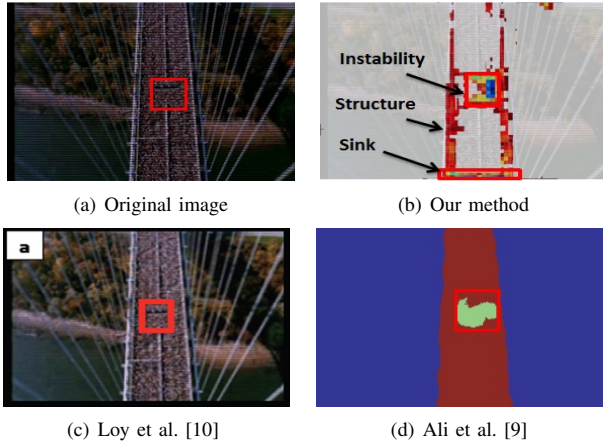 Instability
Structure
Sink
(a) Original image
(b) Our method
a
(c) Loy et al. [10]
(d) Ali et al. [9]